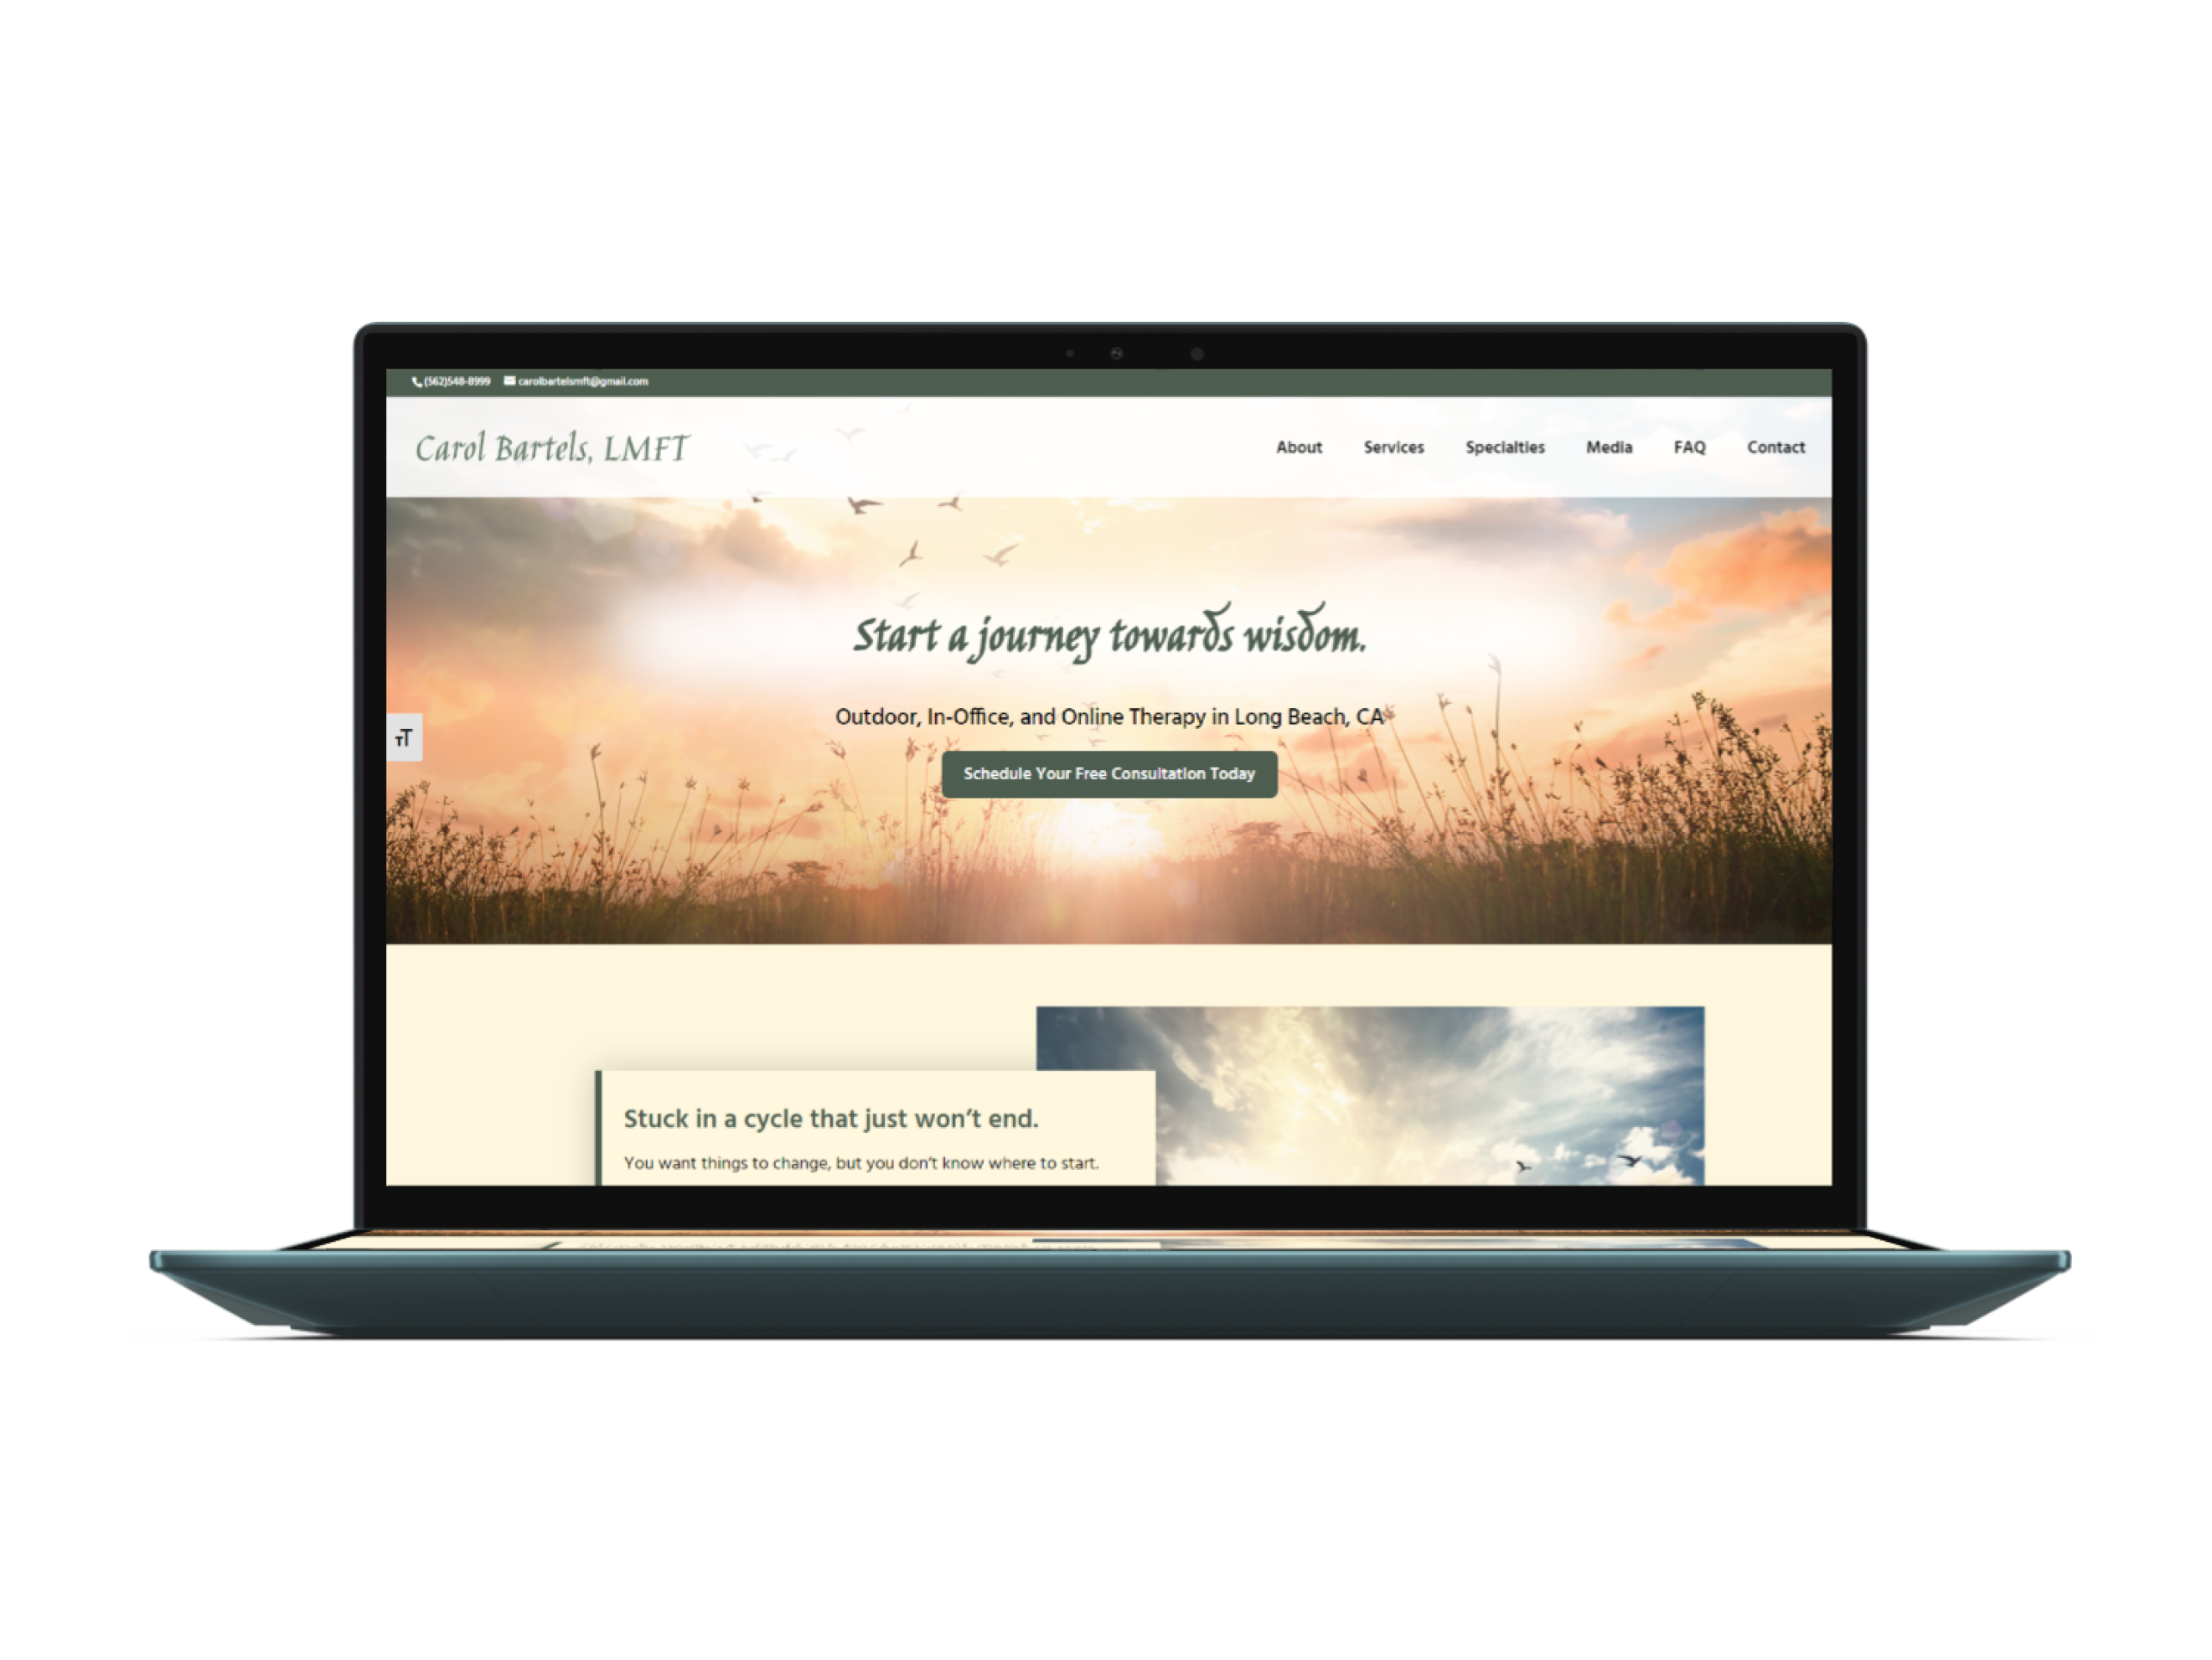 (562)548-8999 carolbartelsmft@gmail.com
Carol Bartels, LMFT
About Services Specialties Media FAQ Contact
Start a journey towards wisdom.
Outdoor, In-Office, and Online Therapy in Long Beach, CA
TT
Schedule Your Free Consultation Today
Stuck in a cycle that just won’t end.
You want things to change, but you don’t know where to start.